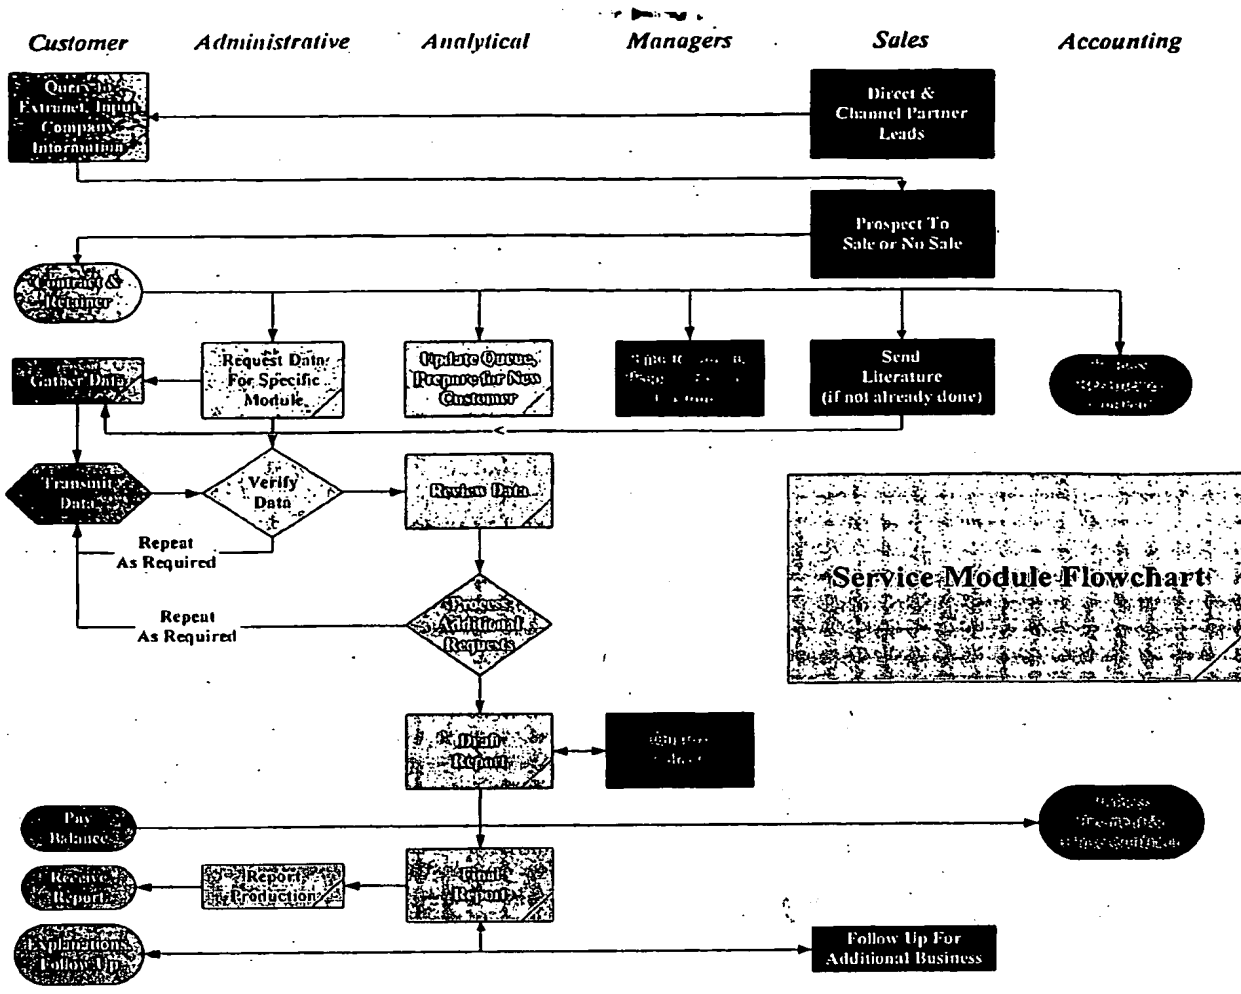 Customer
Administrative
Analytical
Managers
Sales
Accounting
Query to
Extranet, Input
Company
Information
Direct &
Channel Partner
Leads
Prospect To
Sale or No Sale
Contract &
Retainer
Gather Data
Request Data
For Specific
Module
Update Queue,
Prepare for New
Customer
Send
Literature
(if not already done)
Transmit
Data
Verify
Data
Review Data
Repeat
As Required
Service Module Flowchart
Process
Additional
Requests
Repeat
As Required
Draft
Report
Pay
Balance
Receive
Report
Report
Production
Final
Report
Explanations,
Follow Up
Follow Up For
Additional Business